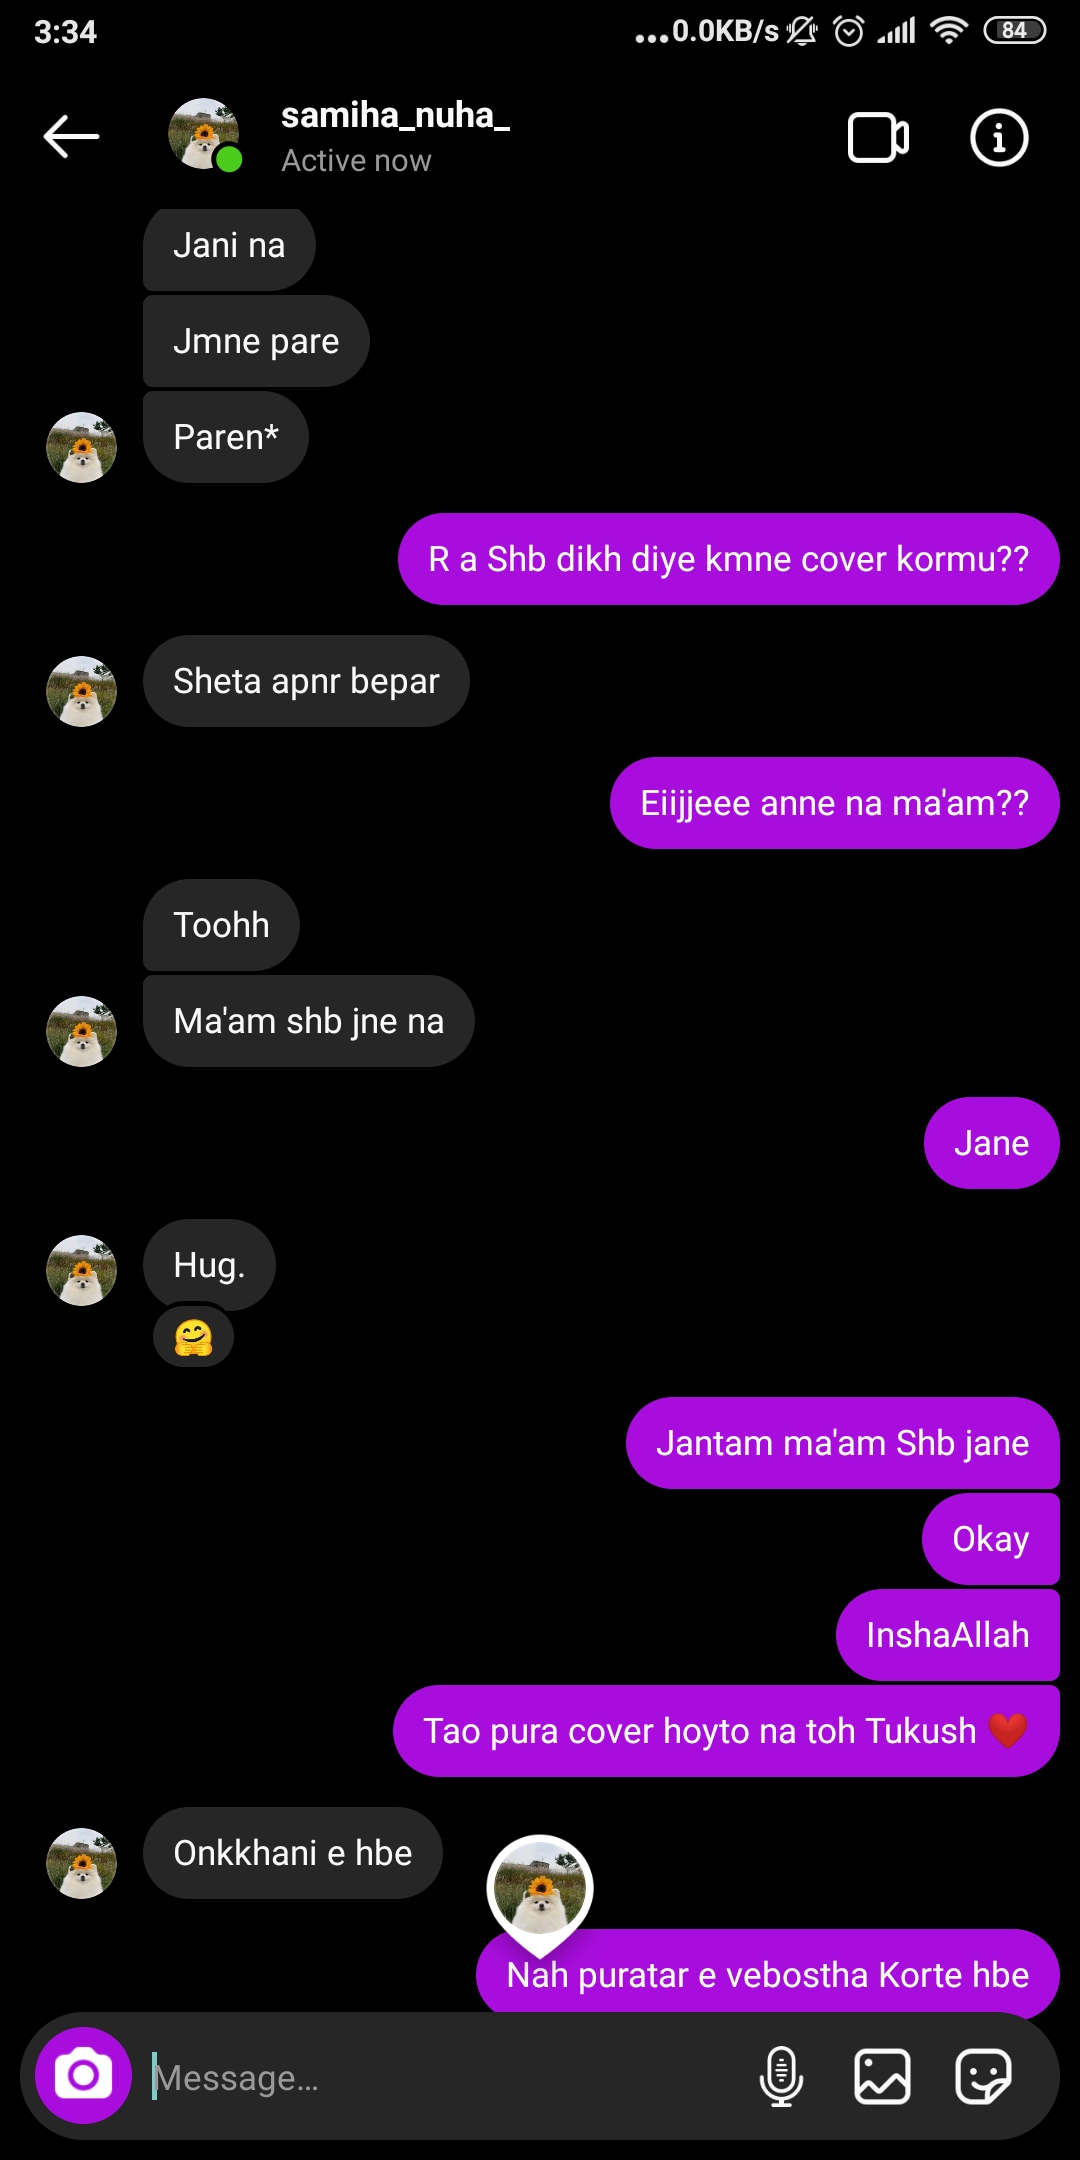 3:34
...0.0KB/s
84
samiha_nuha_
Active now
Jani na
Jmne pare
Paren*
R a Shb dikh diye kmne cover kormu??
Sheta apnr bepar
Eiijjeee anne na ma'am??
Toohh
Ma'am shb jne na
Jane
Hug.
🤗
Jantam ma'am Shb jane
Okay
InshaAllah
Tao pura cover hoyto na toh Tukush ❤️
Onkkhani e hbe
Nah puratar e vebostha Korte hbe
Message...